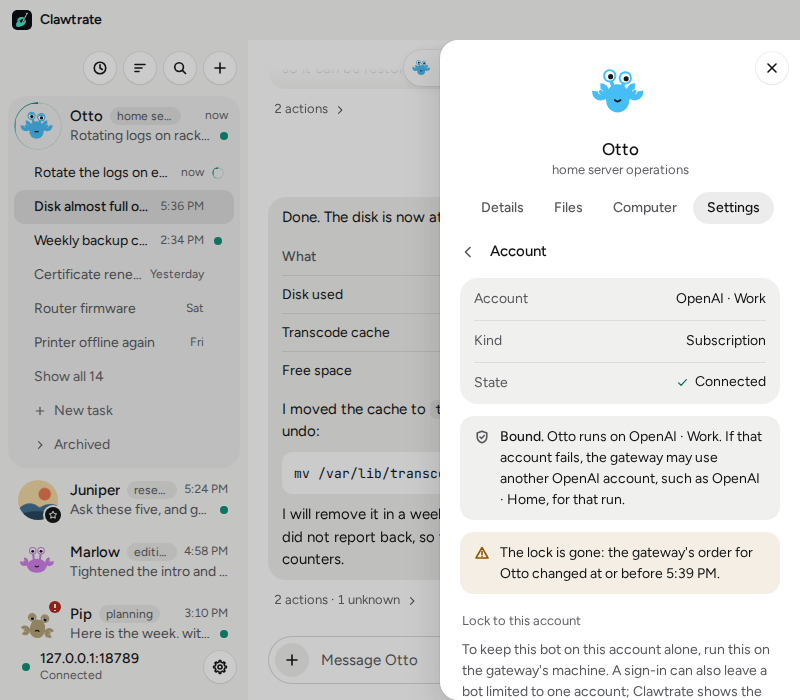 Clawtrate
Otto home se... now
Rotating logs on rack...
Rotate the logs on e... now
Disk almost full o... 5:36 PM
Weekly backup c... 2:34 PM
Certificate rene... Yesterday
Router firmware Sat
Printer offline again Fri
Show all 14
New task
Archived
Juniper rese... 5:24 PM
Ask these five, and g...
Marlow editi... 4:58 PM
Tightened the intro and ...
Pip planning 3:10 PM
Here is the week. wit...
127.0.0.1:18789
Connected
2 actions
Done. The disk is now at
What
Disk used
Transcode cache
Free space
I moved the cache to
undo:
mv /var/lib/transc
I will remove it in a wee
did not report back, so
counters.
2 actions · 1 unknown
Message Otto
Otto
home server operations
Details Files Computer Settings
Account
Account OpenAI · Work
Kind Subscription
State Connected
Bound. Otto runs on OpenAI · Work. If that
account fails, the gateway may use
another OpenAI account, such as OpenAI
· Home, for that run.
The lock is gone: the gateway's order for
Otto changed at or before 5:39 PM.
Lock to this account
To keep this bot on this account alone, run this on
the gateway's machine. A sign-in can also leave a
bot limited to one account; Clawtrate shows the